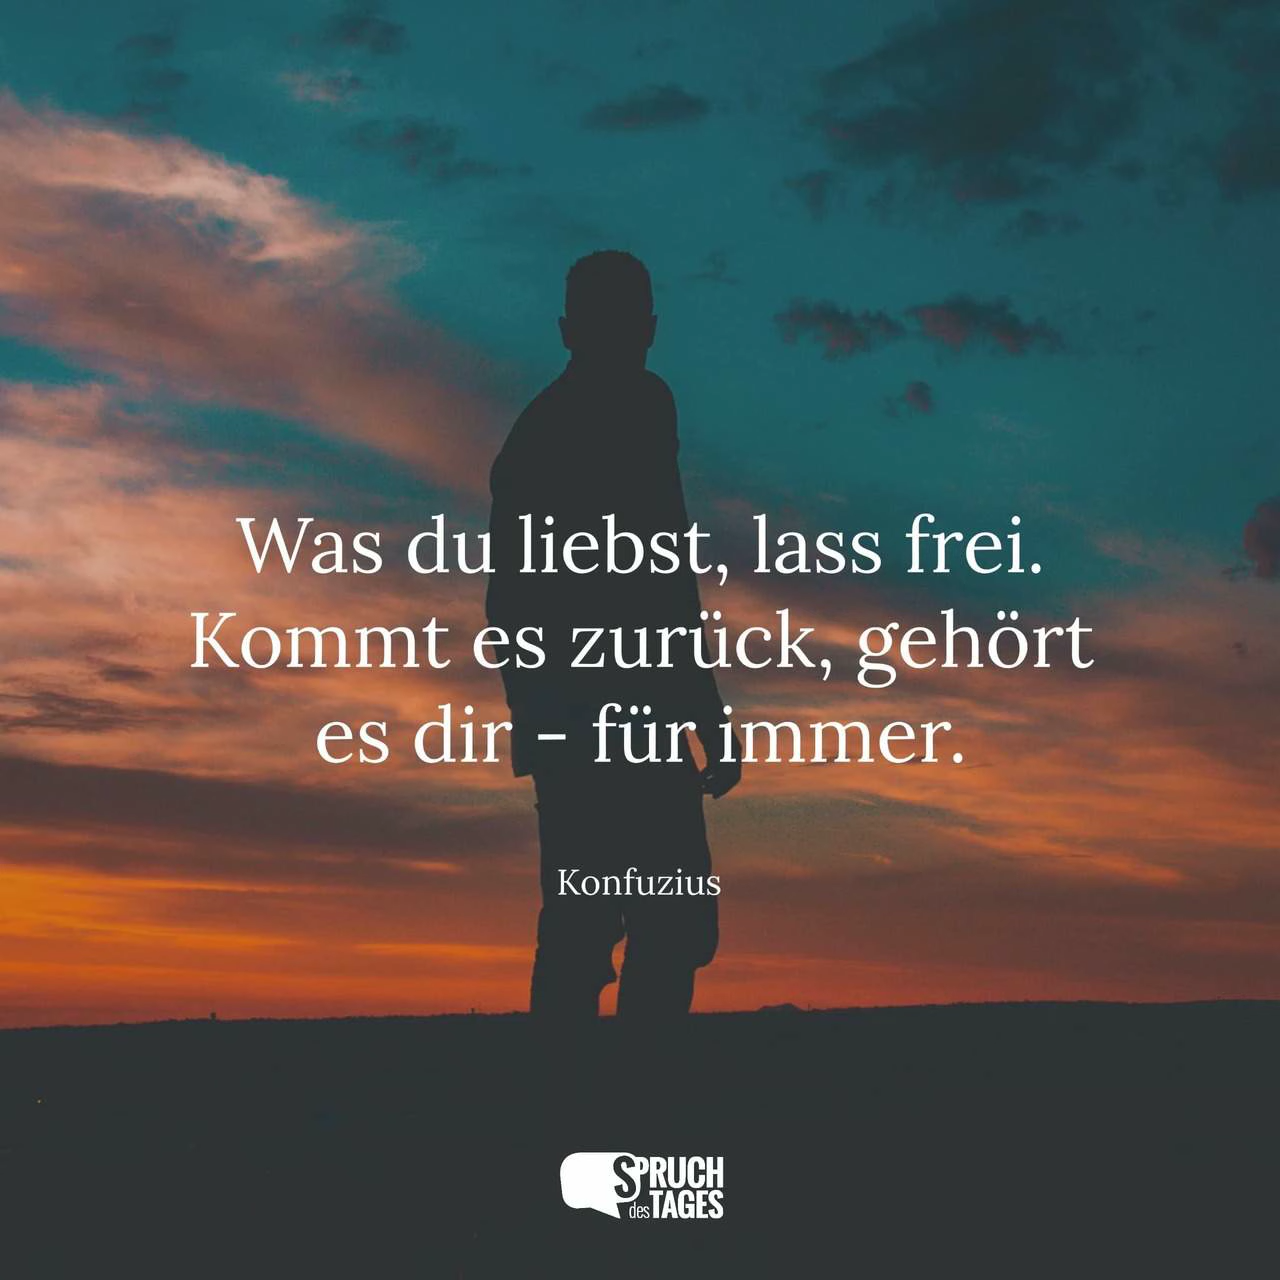 Was du liebst, lass frei.
Kommt es zurück, gehört
es dir - für immer.
Konfuzius
SPRUCH
des TAGES